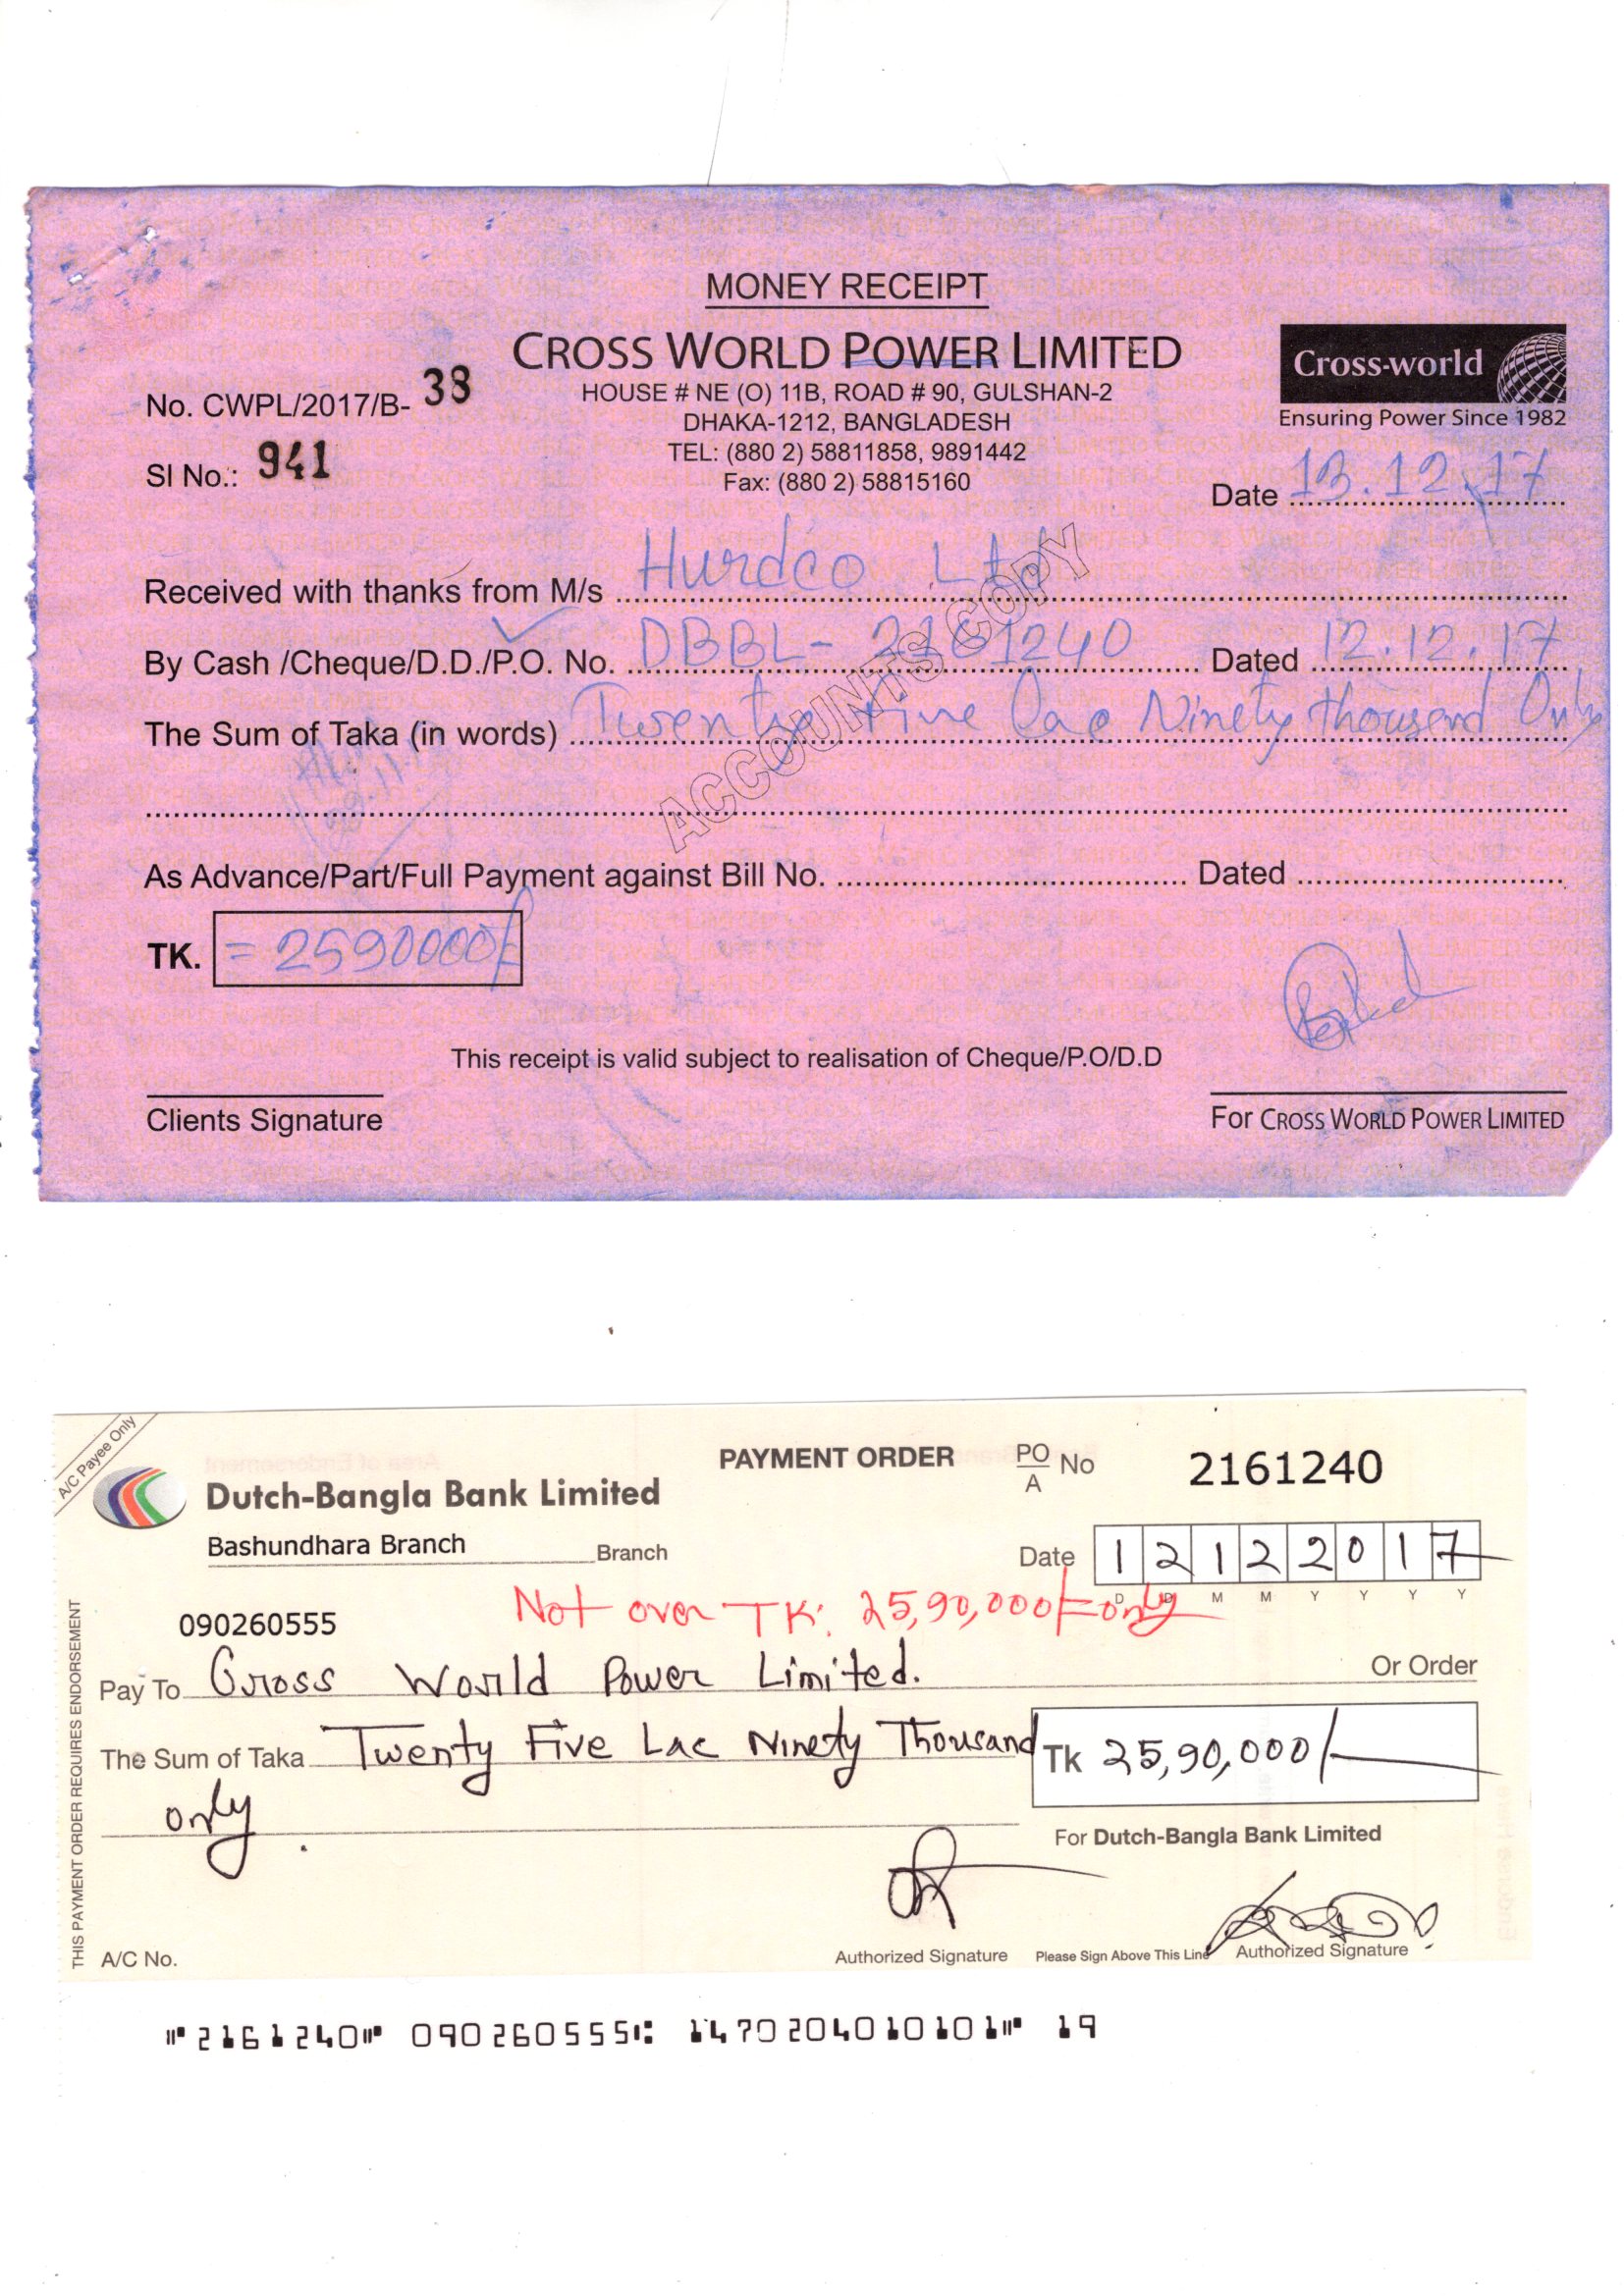 MONEY RECEIPT
CROSS WORLD POWER LIMITED
HOUSE # NE (O) 11B, ROAD # 90, GULSHAN-2
DHAKA-1212, BANGLADESH
TEL: (880 2) 58811858, 9891442
Fax: (880 2) 58815160
Cross-world
Ensuring Power Since 1982
No. CWPL/2017/B- 38
Sl No.: 941
Date 13.12.17
Received with thanks from M/s Hurdco Ltd
By Cash /Cheque/D.D./P.O. No. DBBL- 2161240 Dated 12.12.17
The Sum of Taka (in words) Twenty Five Lac Ninety thousend Only
ACCOUNTS COPY
As Advance/Part/Full Payment against Bill No. Dated
TK. = 2590000/
This receipt is valid subject to realisation of Cheque/P.O/D.D
Clients Signature
For CROSS WORLD POWER LIMITED
A/C Payee Only
PAYMENT ORDER
PO/A No 2161240
Dutch-Bangla Bank Limited
Bashundhara Branch Branch
Date 12122017
D D M M Y Y Y Y
Not over TK: 25,90,000/= only
090260555
Pay To Cross World Power Limited. Or Order
The Sum of Taka Twenty Five Lac Ninety Thousand
only.
Tk 25,90,000/
For Dutch-Bangla Bank Limited
THIS PAYMENT ORDER REQUIRES ENDORSEMENT
A/C No.
Authorized Signature Please Sign Above This Line Authorized Signature
⑈2161240⑈ 090260555⑆ 1470204010101⑈ 19